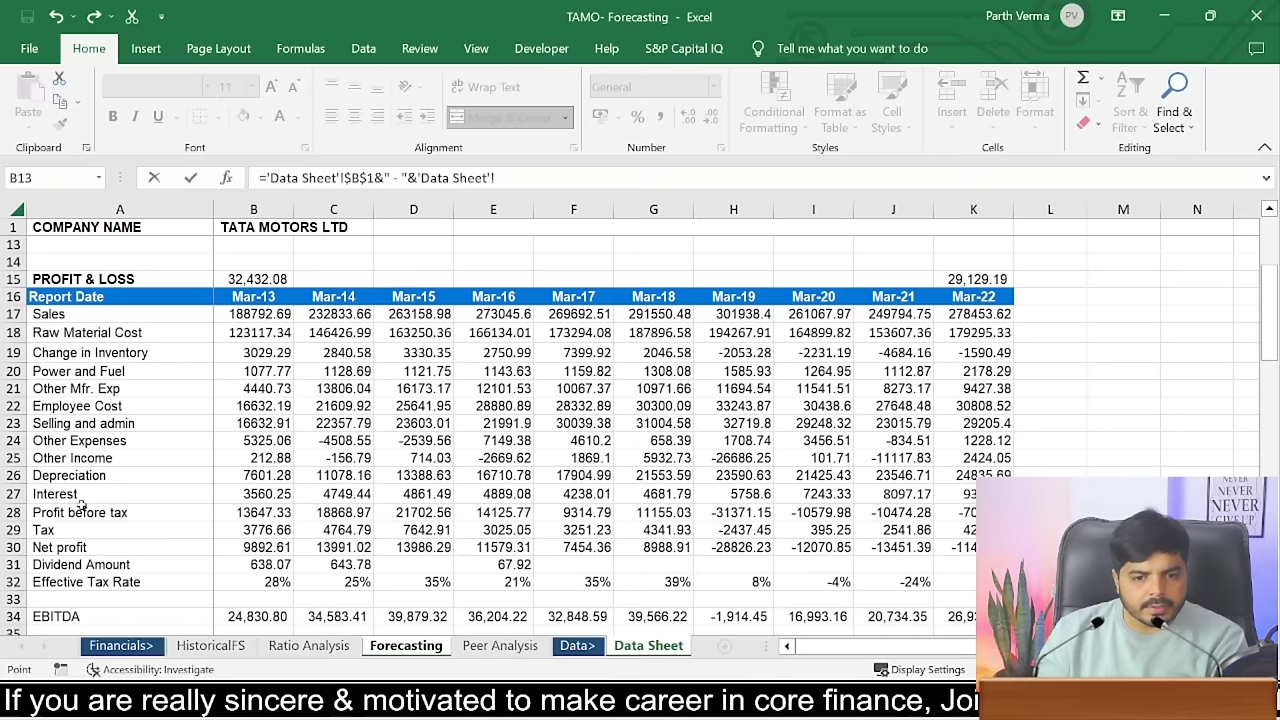 TAMO- Forecasting - Excel
Parth Verma PV
File Home Insert Page Layout Formulas Data Review View Developer Help S&P Capital IQ Tell me what you want to do
Paste
Clipboard
11
Font
Wrap Text
Merge & Center
Alignment
General
Number
Conditional Formatting
Format as Table
Cell Styles
Styles
Insert Delete Format
Cells
Sort & Filter
Find & Select
Editing
B13
='Data Sheet'!$B$1&" - "&'Data Sheet'!
A B C D E F G H I J K L M N
1 COMPANY NAME TATA MOTORS LTD
13
14
15 PROFIT & LOSS 32,432.08 29,129.19
16 Report Date Mar-13 Mar-14 Mar-15 Mar-16 Mar-17 Mar-18 Mar-19 Mar-20 Mar-21 Mar-22
17 Sales 188792.69 232833.66 263158.98 273045.6 269692.51 291550.48 301938.4 261067.97 249794.75 278453.62
18 Raw Material Cost 123117.34 146426.99 163250.36 166134.01 173294.08 187896.58 194267.91 164899.82 153607.36 179295.33
19 Change in Inventory 3029.29 2840.58 3330.35 2750.99 7399.92 2046.58 -2053.28 -2231.19 -4684.16 -1590.49
20 Power and Fuel 1077.77 1128.69 1121.75 1143.63 1159.82 1308.08 1585.93 1264.95 1112.87 2178.29
21 Other Mfr. Exp 4440.73 13806.04 16173.17 12101.53 10067.37 10971.66 11694.54 11541.51 8273.17 9427.38
22 Employee Cost 16632.19 21609.92 25641.95 28880.89 28332.89 30300.09 33243.87 30438.6 27648.48 30808.52
23 Selling and admin 16632.91 22357.79 23603.01 21991.9 30039.38 31004.58 32719.8 29248.32 23015.79 29205.4
24 Other Expenses 5325.06 -4508.55 -2539.56 7149.38 4610.2 658.39 1708.74 3456.51 -834.51 1228.12
25 Other Income 212.88 -156.79 714.03 -2669.62 1869.1 5932.73 -26686.25 101.71 -11117.83 2424.05
26 Depreciation 7601.28 11078.16 13388.63 16710.78 17904.99 21553.59 23590.63 21425.43 23546.71 24835.69
27 Interest 3560.25 4749.44 4861.49 4889.08 4238.01 4681.79 5758.6 7243.33 8097.17 93
28 Profit before tax 13647.33 18868.97 21702.56 14125.77 9314.79 11155.03 -31371.15 -10579.98 -10474.28 -70
29 Tax 3776.66 4764.79 7642.91 3025.05 3251.23 4341.93 -2437.45 395.25 2541.86 42
30 Net profit 9892.61 13991.02 13986.29 11579.31 7454.36 8988.91 -28826.23 -12070.85 -13451.39 -114
31 Dividend Amount 638.07 643.78 67.92
32 Effective Tax Rate 28% 25% 35% 21% 35% 39% 8% -4% -24%
33
34 EBITDA 24,830.80 34,583.41 39,879.32 36,204.22 32,848.59 39,566.22 -1,914.45 16,993.16 20,734.35 26,9
Financials> HistoricalFS Ratio Analysis Forecasting Peer Analysis Data> Data Sheet
Point Accessibility: Investigate Display Settings
NEVER
NEVER
NEVER
GIVE UP
If you are really sincere & motivated to make career in core finance, Joi